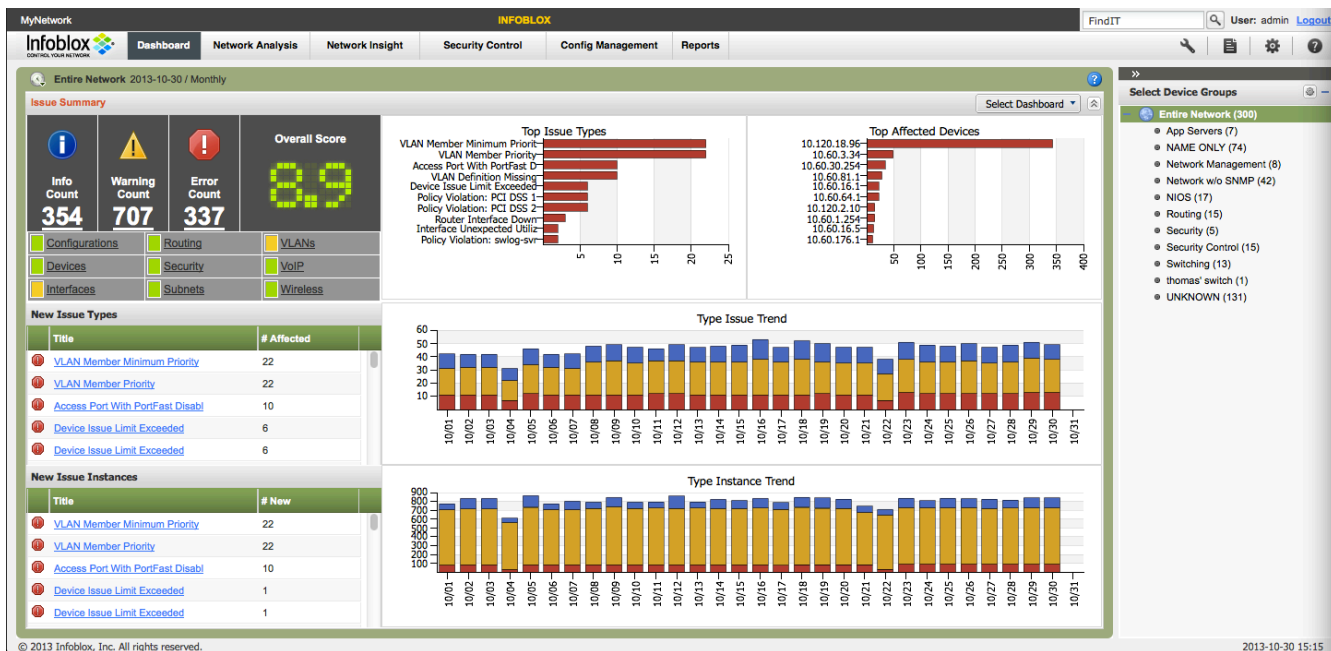 MyNetwork
INFOBLOX
FindIT
User: admin Logout
Infoblox
CONTROL YOUR NETWORK
Dashboard Network Analysis Network Insight Security Control Config Management Reports
Entire Network 2013-10-30 / Monthly
Issue Summary
Select Dashboard
Info Count
354
Warning Count
707
Error Count
337
Overall Score
8.9
Configurations Routing VLANs
Devices Security VoIP
Interfaces Subnets Wireless
Top Issue Types
VLAN Member Minimum Priorit
VLAN Member Priority
Access Port With PortFast D
VLAN Definition Missing
Device Issue Limit Exceeded
Policy Violation: PCI DSS 1
Policy Violation: PCI DSS 2
Router Interface Down
Interface Unexpected Utiliz
Policy Violation: swlog-svr
5 10 15 20 25
Top Affected Devices
10.120.18.96
10.60.3.34
10.60.30.254
10.60.81.1
10.60.16.1
10.60.64.1
10.120.2.10
10.60.1.254
10.60.16.5
10.60.176.1
50 100 150 200 250 300 350 400
New Issue Types
Title # Affected
VLAN Member Minimum Priority 22
VLAN Member Priority 22
Access Port With PortFast Disabl 10
Device Issue Limit Exceeded 6
Device Issue Limit Exceeded 6
Type Issue Trend
60
50
40
30
20
10
10/01 10/02 10/03 10/04 10/05 10/06 10/07 10/08 10/09 10/10 10/11 10/12 10/13 10/14 10/15 10/16 10/17 10/18 10/19 10/20 10/21 10/22 10/23 10/24 10/25 10/26 10/27 10/28 10/29 10/30 10/31
New Issue Instances
Title # New
VLAN Member Minimum Priority 22
VLAN Member Priority 22
Access Port With PortFast Disabl 10
Device Issue Limit Exceeded 1
Device Issue Limit Exceeded 1
Type Instance Trend
900
800
700
600
500
400
300
200
100
10/01 10/02 10/03 10/04 10/05 10/06 10/07 10/08 10/09 10/10 10/11 10/12 10/13 10/14 10/15 10/16 10/17 10/18 10/19 10/20 10/21 10/22 10/23 10/24 10/25 10/26 10/27 10/28 10/29 10/30 10/31
Select Device Groups
Entire Network (300)
App Servers (7)
NAME ONLY (74)
Network Management (8)
Network w/o SNMP (42)
NIOS (17)
Routing (15)
Security (5)
Security Control (15)
Switching (13)
thomas' switch (1)
UNKNOWN (131)
© 2013 Infoblox, Inc. All rights reserved.
2013-10-30 15:15